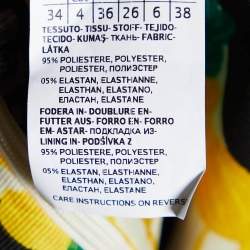 34 4 36 26 6 38
TESSUTO- TISSU- STOFF- TEJIDO-
TECIDO- KUMAŞ- ТКАНЬ- FABRIC-
LÁTKA
95% POLIESTERE, POLYESTER,
POLIESTER, ПОЛИЭСТЕР
05% ELASTAN, ELASTHANNE,
ELASTHAN, ELASTANO,
ЕЛАСТАН, ELASTANE
FODERA IN- DOUBLURE EN-
FUTTER AUS- FORRO EN- FORRO
EM- ASTAR- ПОДКЛАДКА ИЗ-
LINING IN- PODŠÍVKA Z
95% POLIESTERE, POLYESTER,
POLIESTER, ПОЛИЭСТЕР
05% ELASTAN, ELASTHANNE,
ELASTHAN, ELASTANO,
ЕЛАСТАН, ELASTANE
CARE INSTRUCTIONS ON REVERS